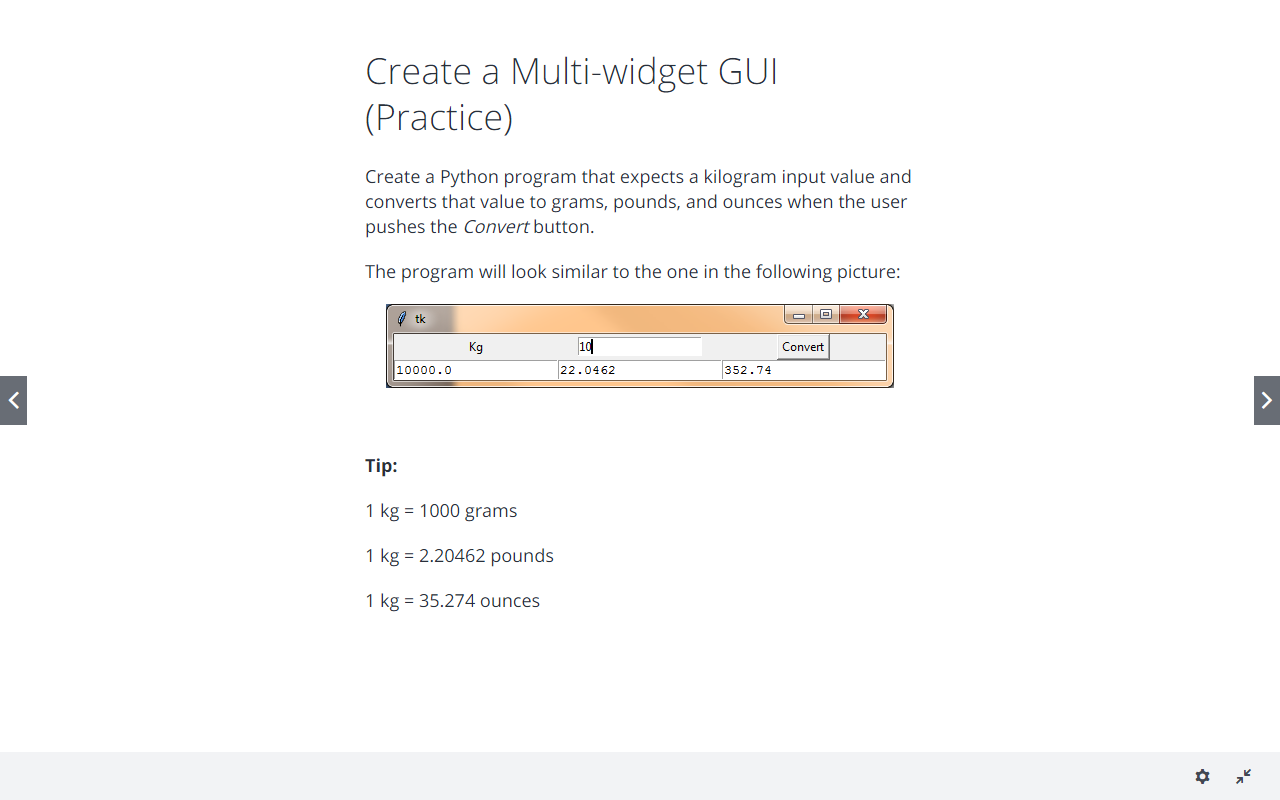 Create a Multi-widget GUI
(Practice)
Create a Python program that expects a kilogram input value and
converts that value to grams, pounds, and ounces when the user
pushes the Convert button.
The program will look similar to the one in the following picture:
tk
Kg 10 Convert
10000.0 22.0462 352.74
Tip:
1 kg = 1000 grams
1 kg = 2.20462 pounds
1 kg = 35.274 ounces